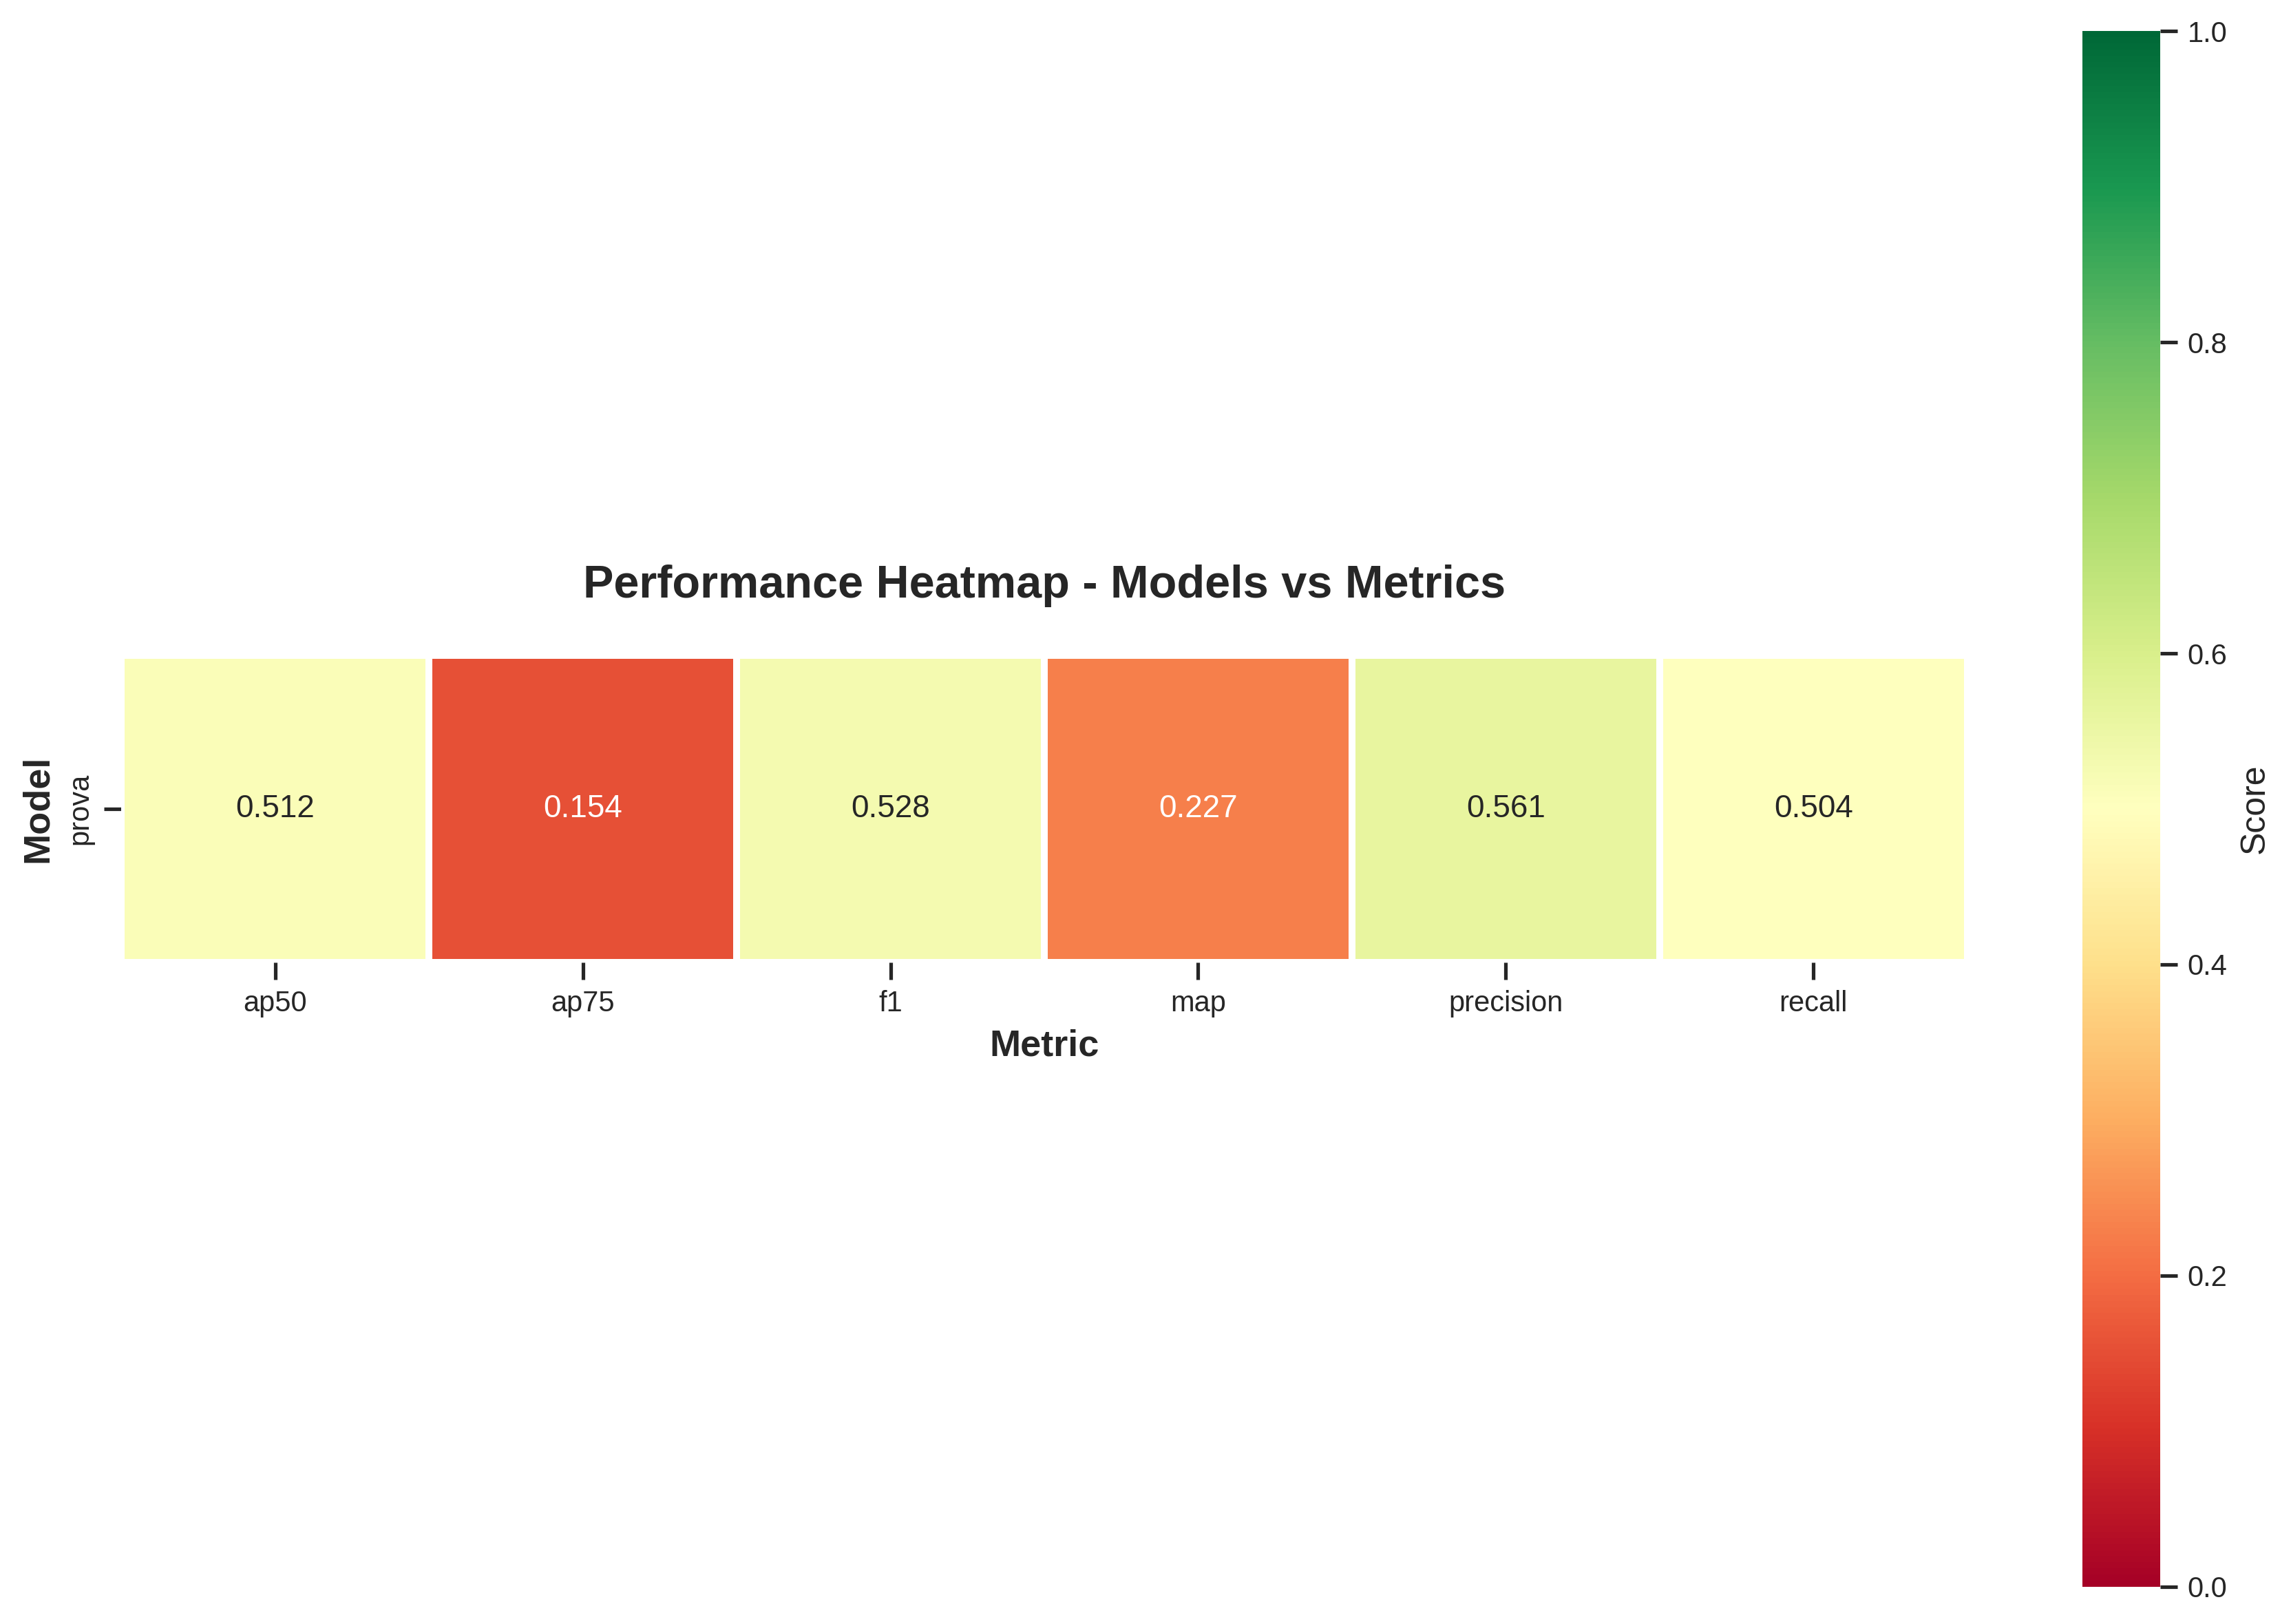 Performance Heatmap - Models vs Metrics
Model
prova
0.512 0.154 0.528 0.227 0.561 0.504
ap50 ap75 f1 map precision recall
Metric
1.0
0.8
0.6
0.4
0.2
0.0
Score